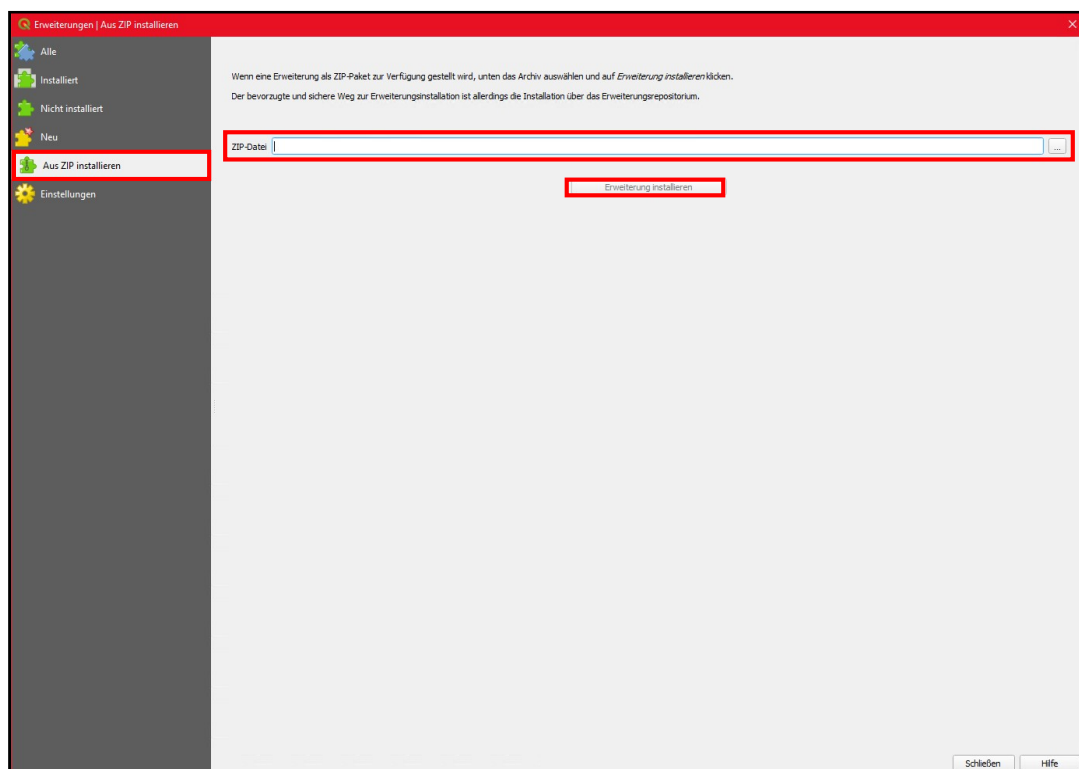 Erweiterungen | Aus ZIP installieren
Alle
Installiert
Nicht installiert
Neu
Aus ZIP installieren
Einstellungen
Wenn eine Erweiterung als ZIP-Paket zur Verfügung gestellt wird, unten das Archiv auswählen und auf Erweiterung installieren klicken.
Der bevorzugte und sichere Weg zur Erweiterungsinstallation ist allerdings die Installation über das Erweiterungsrepositorium.
ZIP-Datei ...
Erweiterung installieren
Schließen Hilfe